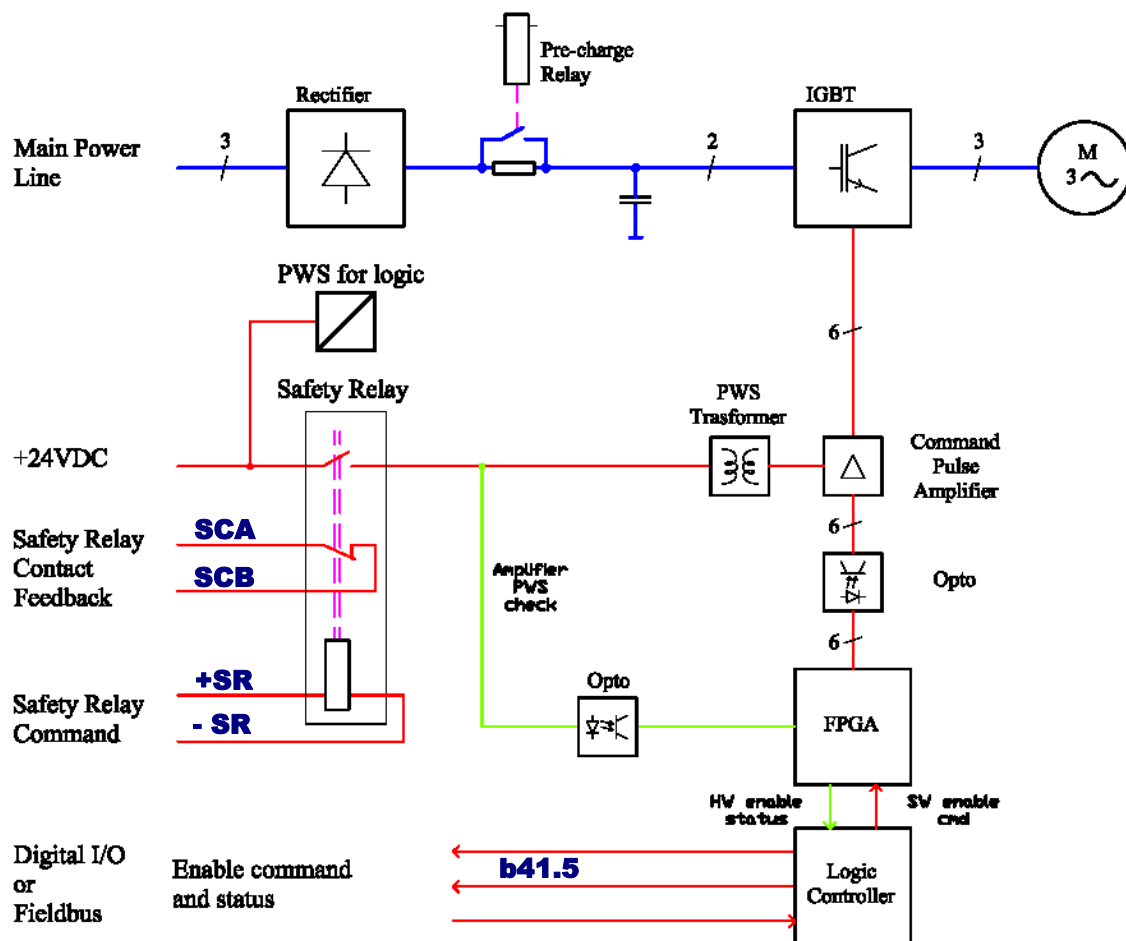 Pre-charge
Relay
Rectifier
IGBT
Main Power
Line
3
2
3
M
3
PWS for logic
6
Safety Relay
PWS
Trasformer
+24VDC
Command
Pulse
Amplifier
Safety Relay
Contact
Feedback
SCA
SCB
6
Amplifier
PWS
check
Opto
6
+SR
- SR
Safety Relay
Command
Opto
FPGA
HW enable
status
SW enable
cmd
Digital I/O
or
Fieldbus
Enable command
and status
b41.5
Logic
Controller